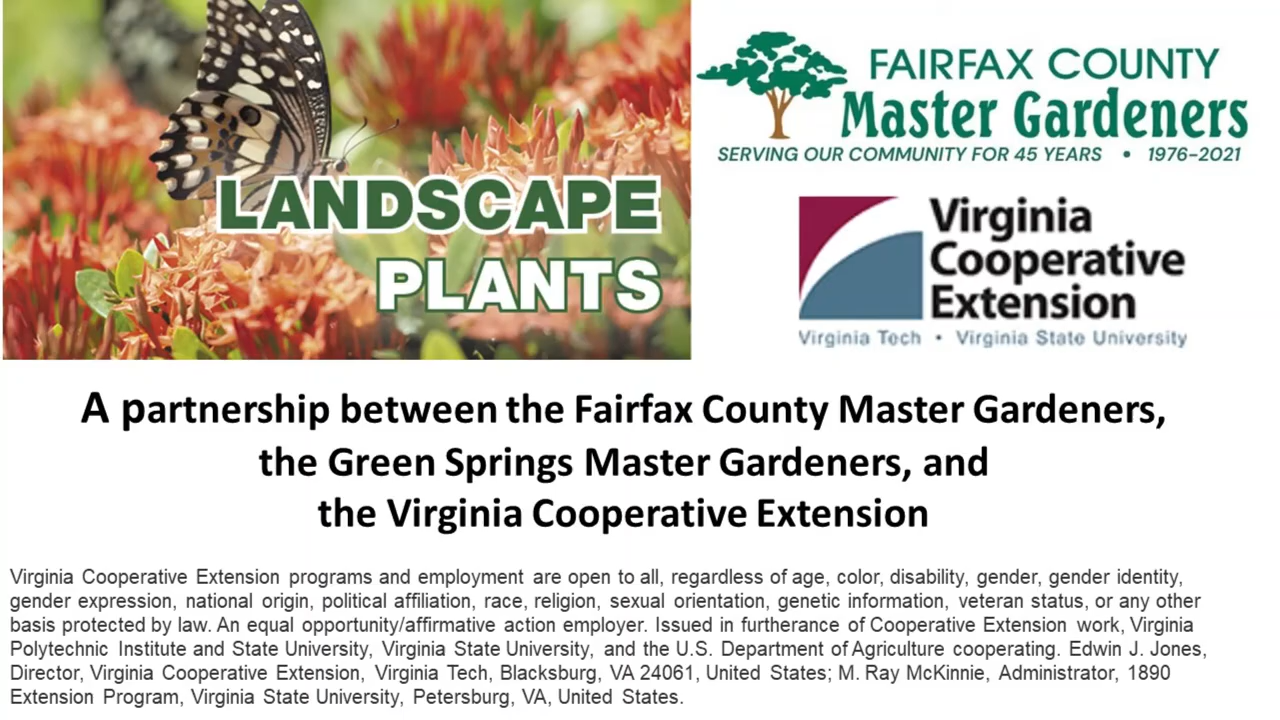 LANDSCAPE
PLANTS
FAIRFAX COUNTY
Master Gardeners
SERVING OUR COMMUNITY FOR 45 YEARS • 1976–2021
Virginia
Cooperative
Extension
Virginia Tech • Virginia State University
A partnership between the Fairfax County Master Gardeners,
the Green Springs Master Gardeners, and
the Virginia Cooperative Extension
Virginia Cooperative Extension programs and employment are open to all, regardless of age, color, disability, gender, gender identity,
gender expression, national origin, political affiliation, race, religion, sexual orientation, genetic information, veteran status, or any other
basis protected by law. An equal opportunity/affirmative action employer. Issued in furtherance of Cooperative Extension work, Virginia
Polytechnic Institute and State University, Virginia State University, and the U.S. Department of Agriculture cooperating. Edwin J. Jones,
Director, Virginia Cooperative Extension, Virginia Tech, Blacksburg, VA 24061, United States; M. Ray McKinnie, Administrator, 1890
Extension Program, Virginia State University, Petersburg, VA, United States.